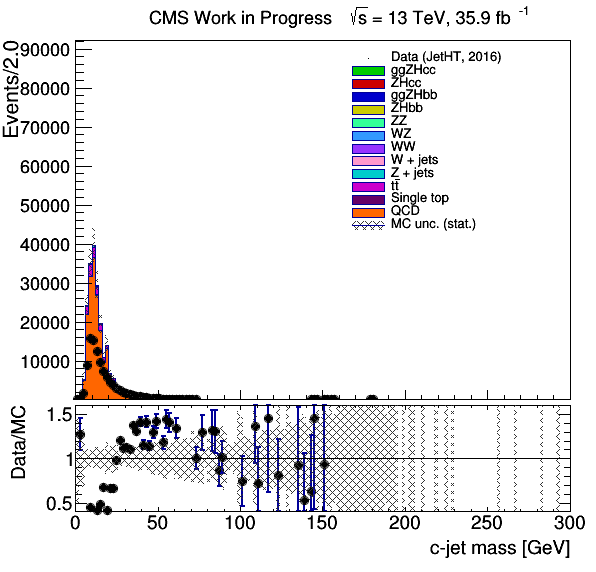 CMS Work in Progress √s = 13 TeV, 35.9 fb⁻¹
Events/2.0
90000
80000
70000
60000
50000
40000
30000
20000
10000
Data (JetHT, 2016)
ggZHcc
ZHcc
ggZHbb
ZHbb
ZZ
WZ
WW
W + jets
Z + jets
tt̄
Single top
QCD
MC unc. (stat.)
Data/MC
1.5
1
0.5
0 50 100 150 200 250 300
c-jet mass [GeV]